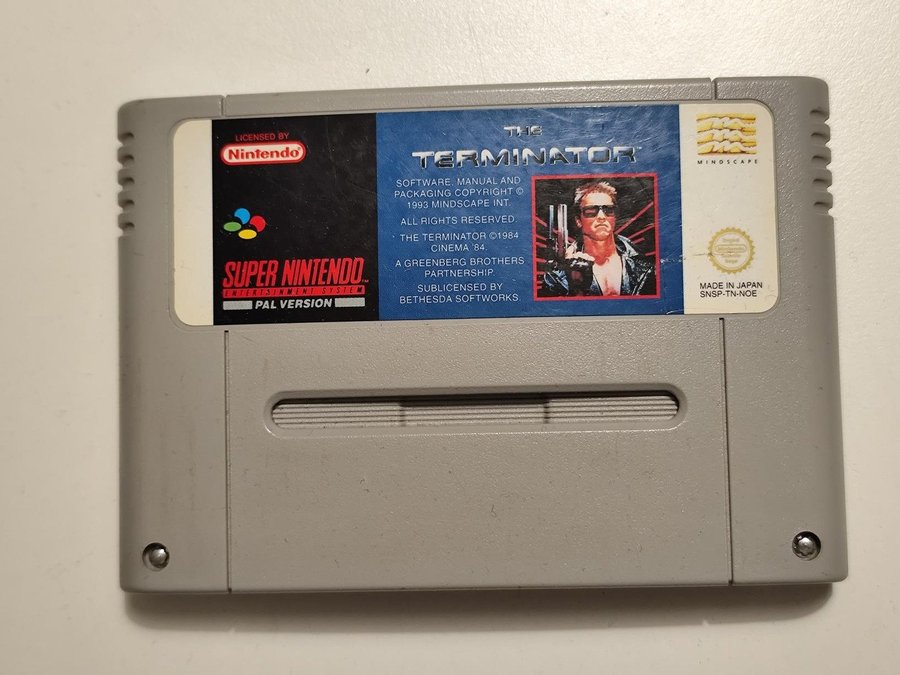 LICENSED BY
Nintendo
SUPER NINTENDO
ENTERTAINMENT SYSTEM
PAL VERSION
THE
TERMINATOR
SOFTWARE, MANUAL AND
PACKAGING COPYRIGHT ©
1993 MINDSCAPE INT.
ALL RIGHTS RESERVED.
THE TERMINATOR ©1984
CINEMA '84.
A GREENBERG BROTHERS
PARTNERSHIP.
SUBLICENSED BY
BETHESDA SOFTWORKS.
MINDSCAPE
Original
Nintendo
MADE IN JAPAN
SNSP-TN-NOE